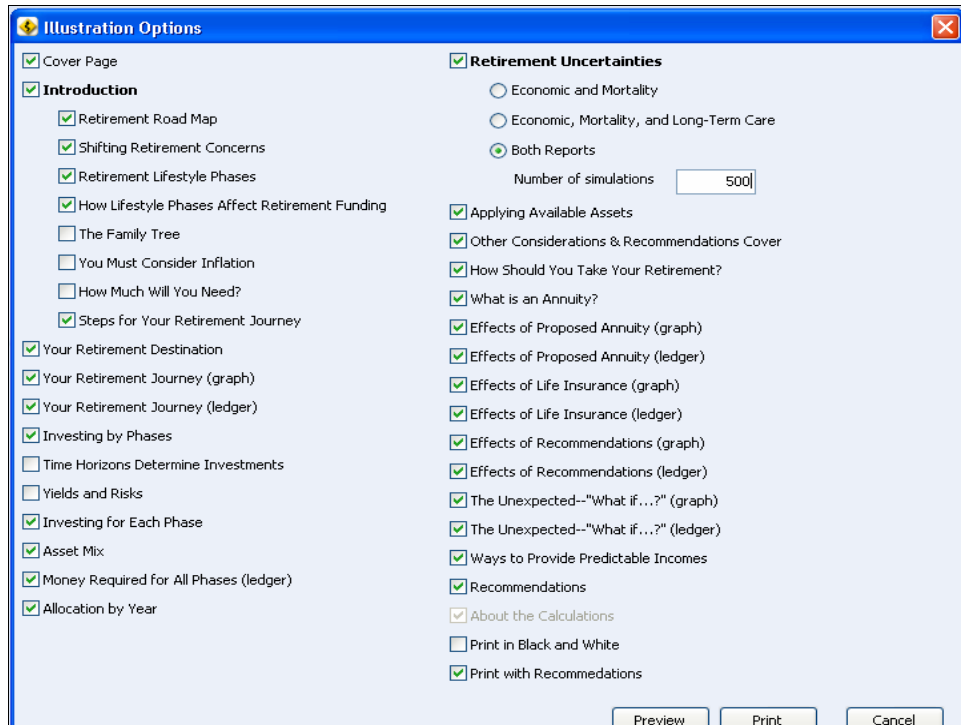 Illustration Options
Cover Page
Introduction
Retirement Road Map
Shifting Retirement Concerns
Retirement Lifestyle Phases
How Lifestyle Phases Affect Retirement Funding
The Family Tree
You Must Consider Inflation
How Much Will You Need?
Steps for Your Retirement Journey
Your Retirement Destination
Your Retirement Journey (graph)
Your Retirement Journey (ledger)
Investing by Phases
Time Horizons Determine Investments
Yields and Risks
Investing for Each Phase
Asset Mix
Money Required for All Phases (ledger)
Allocation by Year
Retirement Uncertainties
Economic and Mortality
Economic, Mortality, and Long-Term Care
Both Reports
Number of simulations 500
Applying Available Assets
Other Considerations & Recommendations Cover
How Should You Take Your Retirement?
What is an Annuity?
Effects of Proposed Annuity (graph)
Effects of Proposed Annuity (ledger)
Effects of Life Insurance (graph)
Effects of Life Insurance (ledger)
Effects of Recommendations (graph)
Effects of Recommendations (ledger)
The Unexpected--"What if...?" (graph)
The Unexpected--"What if...?" (ledger)
Ways to Provide Predictable Incomes
Recommendations
About the Calculations
Print in Black and White
Print with Recommedations
Preview Print Cancel